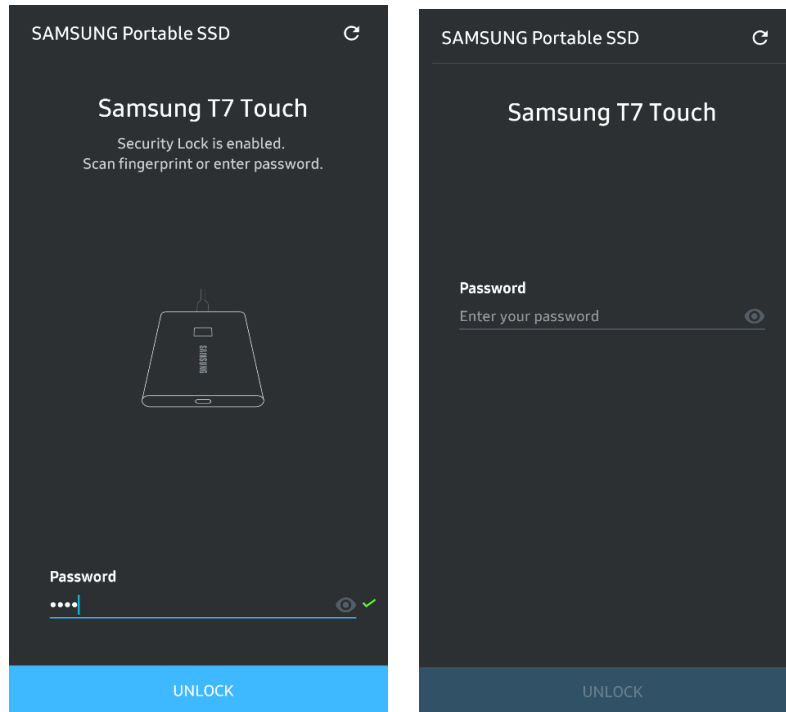 SAMSUNG Portable SSD
Samsung T7 Touch
Security Lock is enabled.
Scan fingerprint or enter password.
SAMSUNG
Password
••••
UNLOCK
SAMSUNG Portable SSD
Samsung T7 Touch
Password
Enter your password
UNLOCK